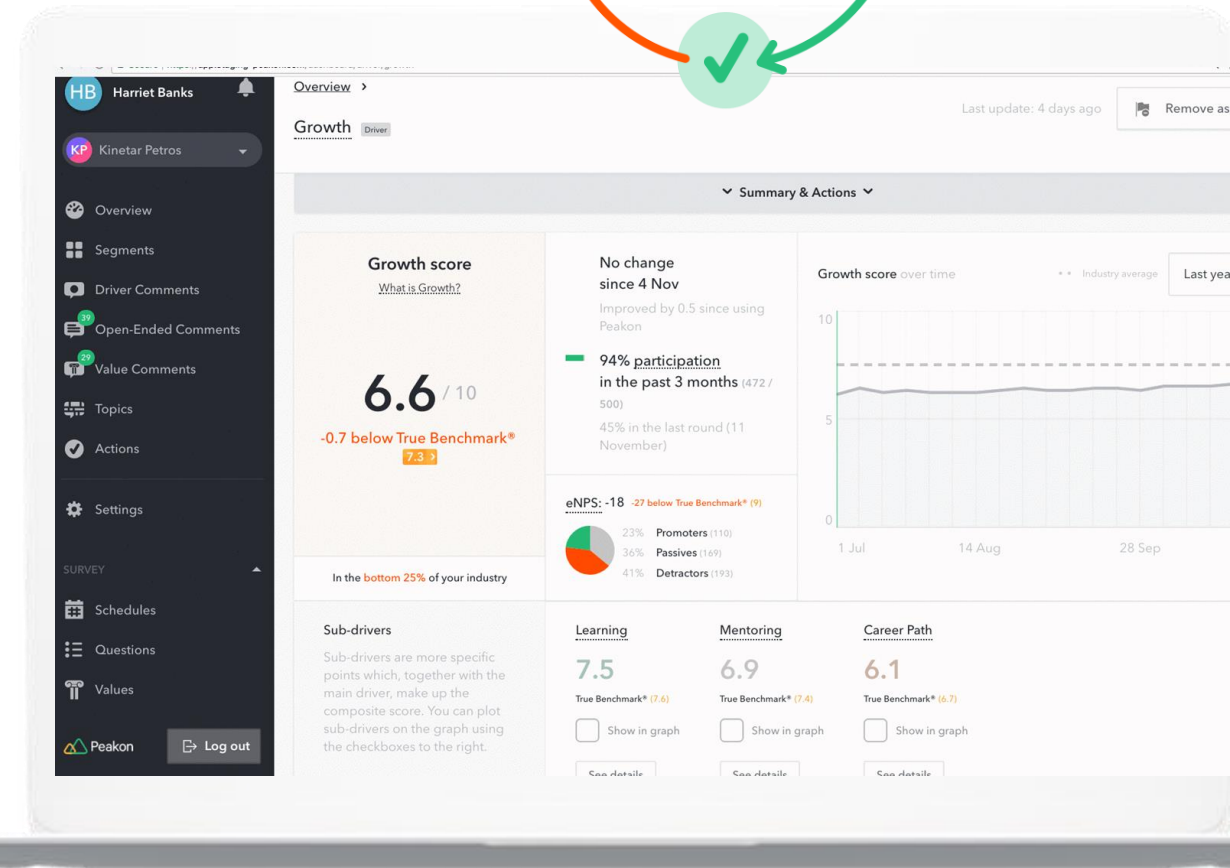 HB
Harriet Banks
KP
Kinetar Petros
Overview
Segments
Driver Comments
39
Open-Ended Comments
29
Value Comments
Topics
Actions
Settings
SURVEY
Schedules
Questions
Values
Peakon
Log out
Overview >
Growth Driver
Last update: 4 days ago
Remove as
Summary & Actions
Growth score
What is Growth?
6.6 / 10
-0.7 below True Benchmark®
7.3 >
In the bottom 25% of your industry
No change
since 4 Nov
Improved by 0.5 since using
Peakon
94% participation
in the past 3 months (472 /
500)
45% in the last round (11
November)
eNPS: -18 -27 below True Benchmark® (9)
23% Promoters (110)
36% Passives (169)
41% Detractors (193)
Growth score over time
Industry average
Last yea
10
5
0
1 Jul 14 Aug 28 Sep
Sub-drivers
Sub-drivers are more specific
points which, together with the
main driver, make up the
composite score. You can plot
sub-drivers on the graph using
the checkboxes to the right.
Learning
7.5
True Benchmark® (7.6)
Show in graph
See details
Mentoring
6.9
True Benchmark® (7.4)
Show in graph
See details
Career Path
6.1
True Benchmark® (6.7)
Show in graph
See details